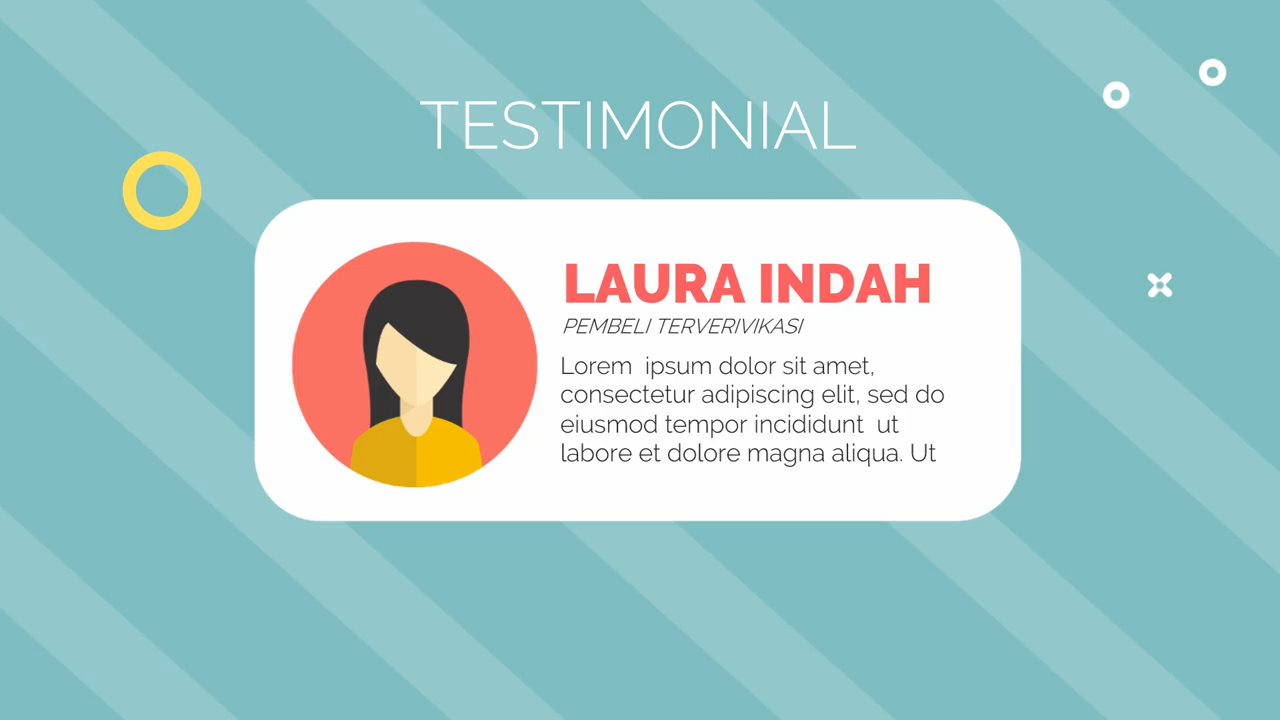 TESTIMONIAL
LAURA INDAH
PEMBELI TERVERIVIKASI
Lorem  ipsum dolor sit amet,
consectetur adipiscing elit, sed do
eiusmod tempor incididunt  ut
labore et dolore magna aliqua. Ut